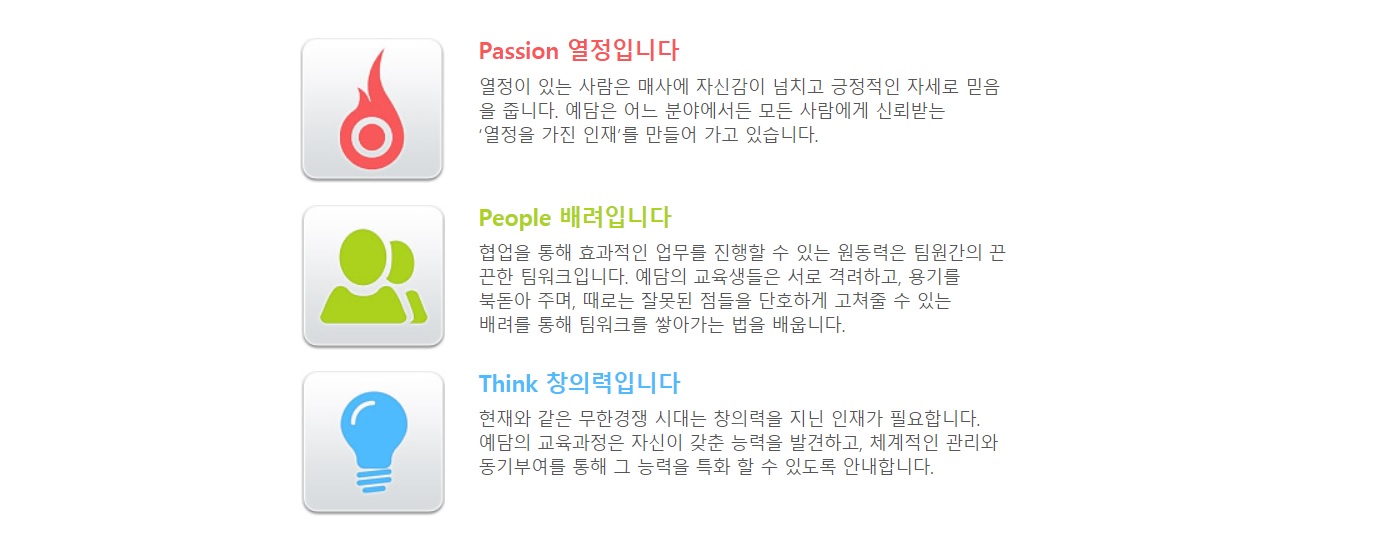 Passion 열정입니다
열정이 있는 사람은 매사에 자신감이 넘치고 긍정적인 자세로 믿음
을 줍니다. 예담은 어느 분야에서든 모든 사람에게 신뢰받는
‘열정을 가진 인재’를 만들어 가고 있습니다.
People 배려입니다
협업을 통해 효과적인 업무를 진행할 수 있는 원동력은 팀원간의 끈
끈한 팀워크입니다. 예담의 교육생들은 서로 격려하고, 용기를
북돋아 주며, 때로는 잘못된 점들을 단호하게 고쳐줄 수 있는
배려를 통해 팀워크를 쌓아가는 법을 배웁니다.
Think 창의력입니다
현재와 같은 무한경쟁 시대는 창의력을 지닌 인재가 필요합니다.
예담의 교육과정은 자신이 갖춘 능력을 발견하고, 체계적인 관리와
동기부여를 통해 그 능력을 특화 할 수 있도록 안내합니다.